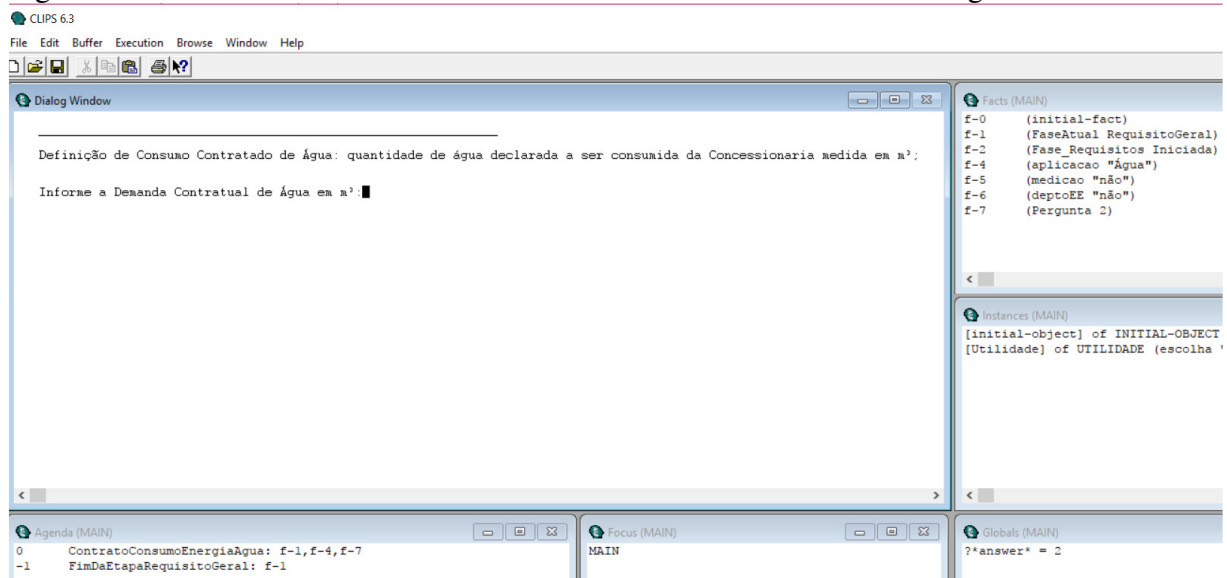 CLIPS 6.3
File Edit Buffer Execution Browse Window Help
Dialog Window
Definição de Consumo Contratado de Água: quantidade de água declarada a ser consumida da Concessionaria medida em m³;
Informe a Demanda Contratual de Água em m³:
Facts (MAIN)
f-0 (initial-fact)
f-1 (FaseAtual RequisitoGeral)
f-2 (Fase_Requisitos Iniciada)
f-4 (aplicacao "Água")
f-5 (medicao "não")
f-6 (deptoEE "não")
f-7 (Pergunta 2)
Instances (MAIN)
[initial-object] of INITIAL-OBJECT
[Utilidade] of UTILIDADE (escolha "
Agenda (MAIN)
0 ContratoConsumoEnergiaAgua: f-1,f-4,f-7
-1 FimDaEtapaRequisitoGeral: f-1
Focus (MAIN)
MAIN
Globals (MAIN)
?*answer* = 2